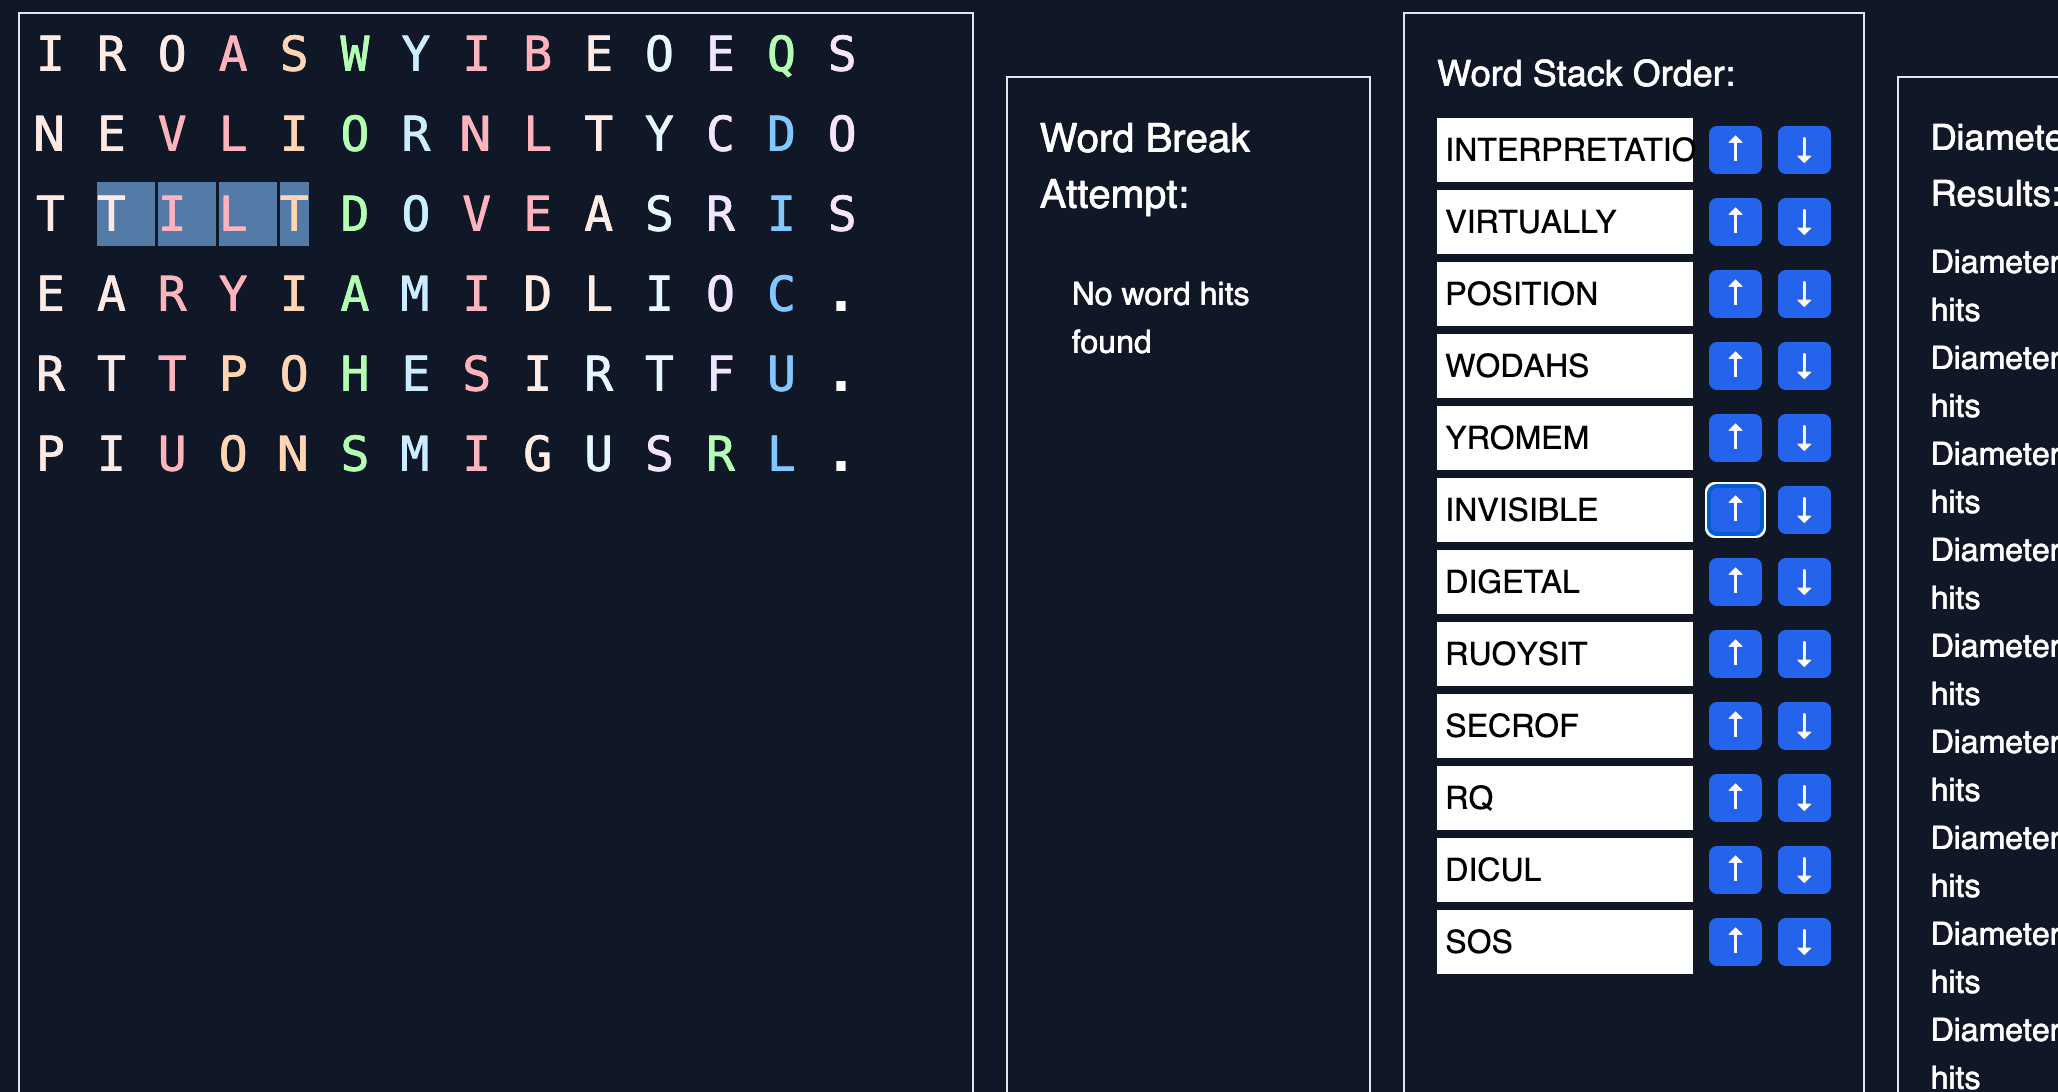 I R O A S W Y I B E O E Q S
N E V L I O R N L T Y C D O
T T I L T D O V E A S R I S
E A R Y I A M I D L I O C .
R T T P O H E S I R T F U .
P I U O N S M I G U S R L .
Word Break
Attempt:
No word hits
found
Word Stack Order:
INTERPRETATIO ↑ ↓
VIRTUALLY ↑ ↓
POSITION ↑ ↓
WODAHS ↑ ↓
YROMEM ↑ ↓
INVISIBLE ↑ ↓
DIGETAL ↑ ↓
RUOYSIT ↑ ↓
SECROF ↑ ↓
RQ ↑ ↓
DICUL ↑ ↓
SOS ↑ ↓
Diamete
Results:
Diameter
hits
Diameter
hits
Diameter
hits
Diameter
hits
Diameter
hits
Diameter
hits
Diameter
hits
Diameter
hits
Diameter
hits